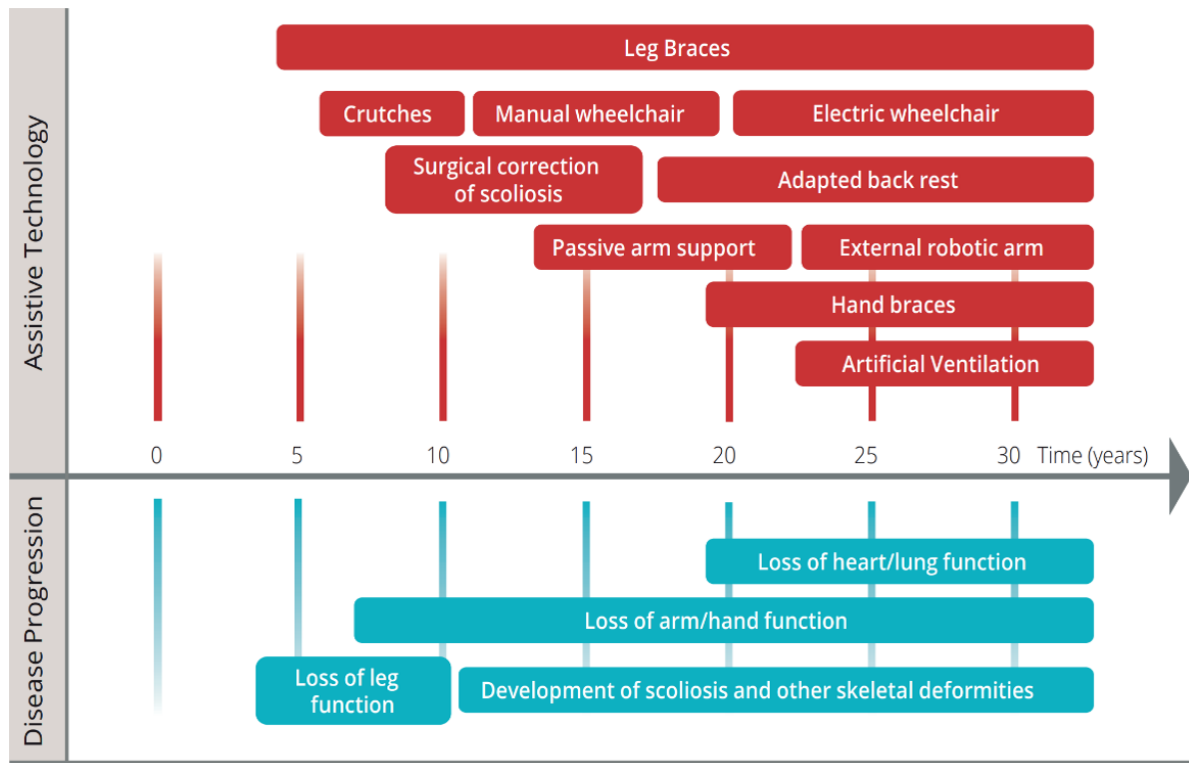 Assistive Technology
Leg Braces
Crutches
Manual wheelchair
Electric wheelchair
Surgical correction
of scoliosis
Adapted back rest
Passive arm support
External robotic arm
Hand braces
Artificial Ventilation
0 5 10 15 20 25 30 Time (years)
Disease Progression
Loss of heart/lung function
Loss of arm/hand function
Loss of leg
function
Development of scoliosis and other skeletal deformities